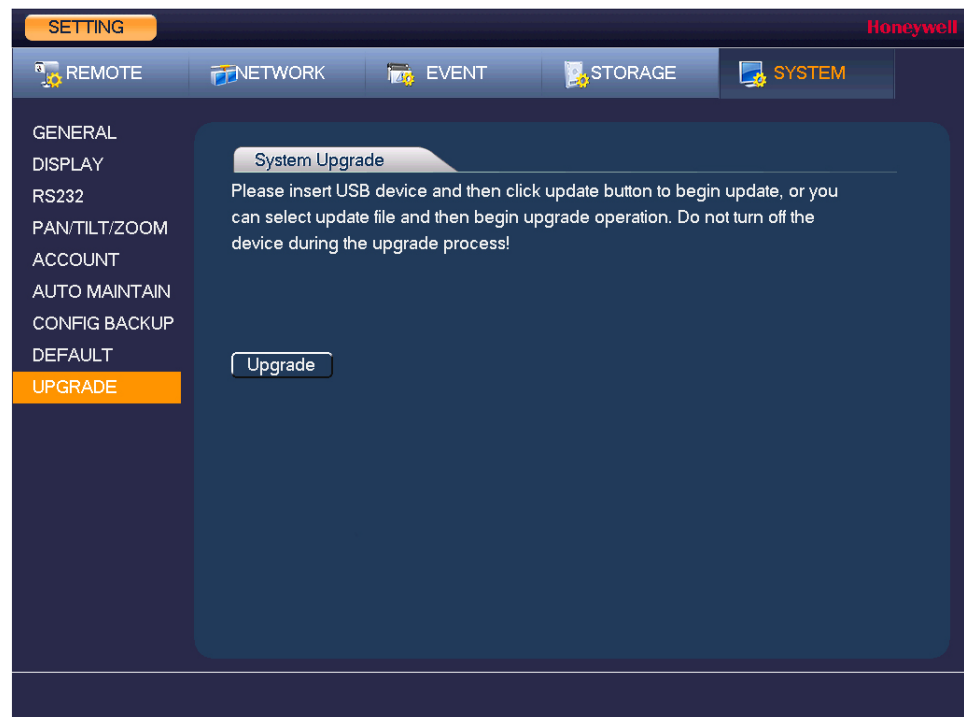 SETTING
Honeywell
REMOTE
NETWORK
EVENT
STORAGE
SYSTEM
GENERAL
DISPLAY
RS232
PAN/TILT/ZOOM
ACCOUNT
AUTO MAINTAIN
CONFIG BACKUP
DEFAULT
UPGRADE
System Upgrade
Please insert USB device and then click update button to begin update, or you
can select update file and then begin upgrade operation. Do not turn off the
device during the upgrade process!
Upgrade